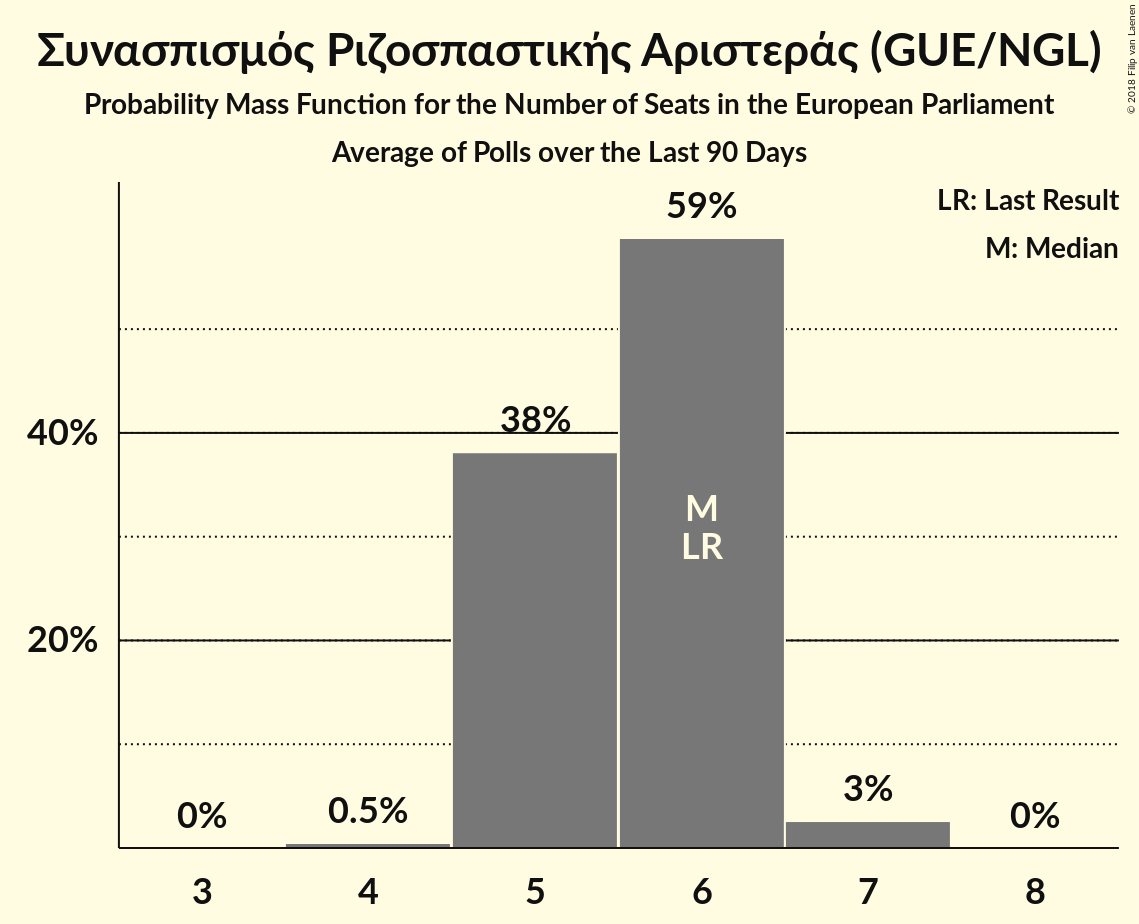 Συνασπισμός Ριζοσπαστικής Αριστεράς (GUE/NGL)
Probability Mass Function for the Number of Seats in the European Parliament
Average of Polls over the Last 90 Days
© 2018 Filip van Laenen
LR: Last Result
M: Median
59%
38%
40%
M
LR
20%
0%
0.5%
3%
0%
3
4
5
6
7
8